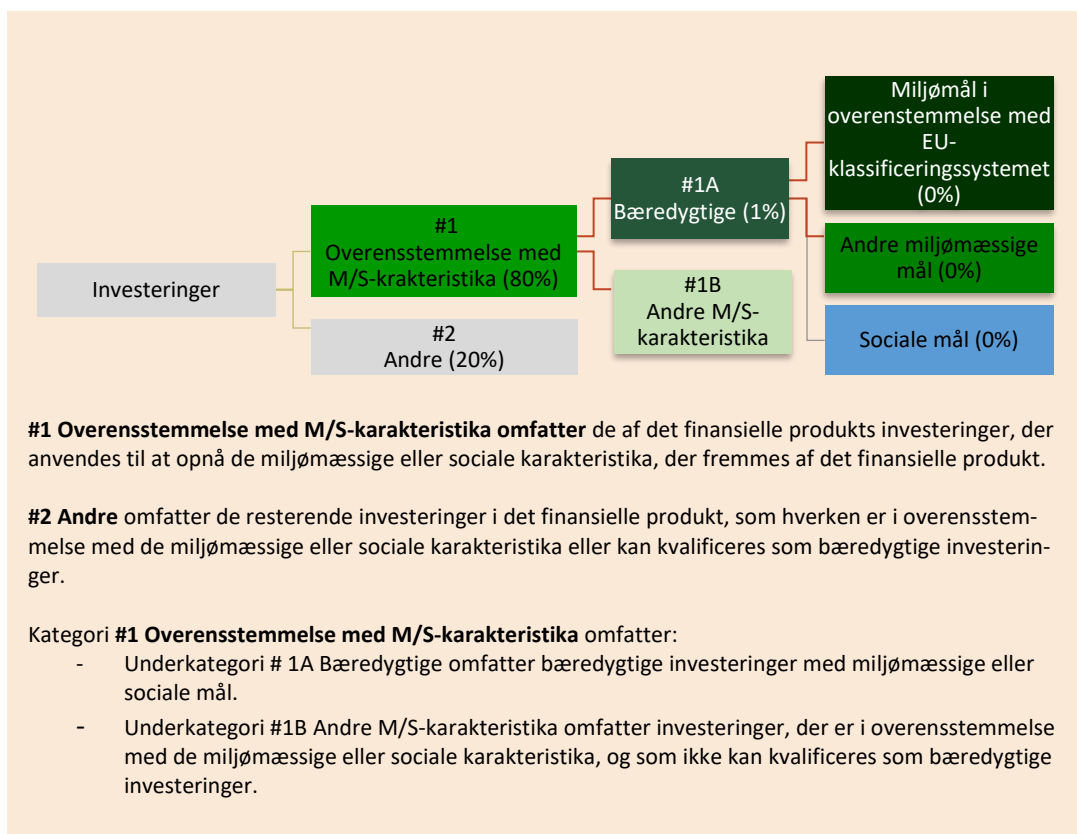 Investeringer
#1
Overensstemmelse med
M/S-krakteristika (80%)
#2
Andre (20%)
#1A
Bæredygtige (1%)
#1B
Andre M/S-
karakteristika
Miljømål i
overenstemmelse med
EU-
klassificeringssystemet
(0%)
Andre miljømæssige
mål (0%)
Sociale mål (0%)
#1 Overensstemmelse med M/S-karakteristika omfatter de af det finansielle produkts investeringer, der
anvendes til at opnå de miljømæssige eller sociale karakteristika, der fremmes af det finansielle produkt.
#2 Andre omfatter de resterende investeringer i det finansielle produkt, som hverken er i overensstem-
melse med de miljømæssige eller sociale karakteristika eller kan kvalificeres som bæredygtige investerin-
ger.
Kategori #1 Overensstemmelse med M/S-karakteristika omfatter:
- Underkategori # 1A Bæredygtige omfatter bæredygtige investeringer med miljømæssige eller
sociale mål.
- Underkategori #1B Andre M/S-karakteristika omfatter investeringer, der er i overensstemmelse
med de miljømæssige eller sociale karakteristika, og som ikke kan kvalificeres som bæredygtige
investeringer.